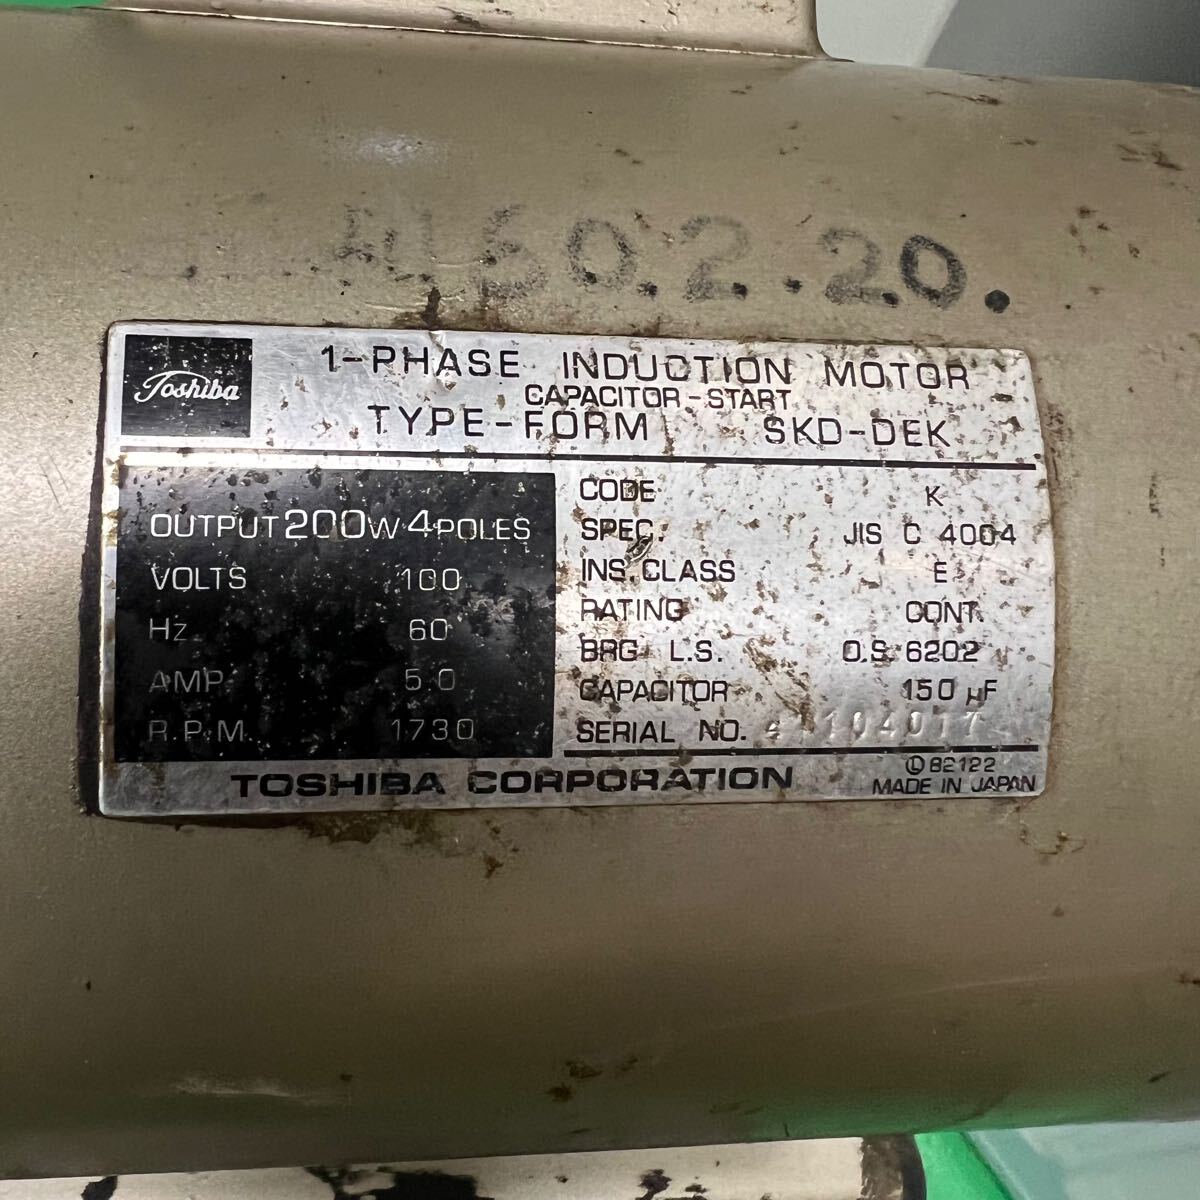 60.2.20.
Toshiba
1-PHASE INDUCTION MOTOR
CAPACITOR-START
TYPE-FORM SKD-DEK
OUTPUT 200W 4POLES
VOLTS 100
Hz 60
AMP. 5.0
R.P.M. 1730
CODE K
SPEC. JIS C 4004
INS. CLASS E
RATING CONT.
BRG L.S. O.S 6202
CAPACITOR 150 µF
SERIAL NO.
TOSHIBA CORPORATION
82122
MADE IN JAPAN